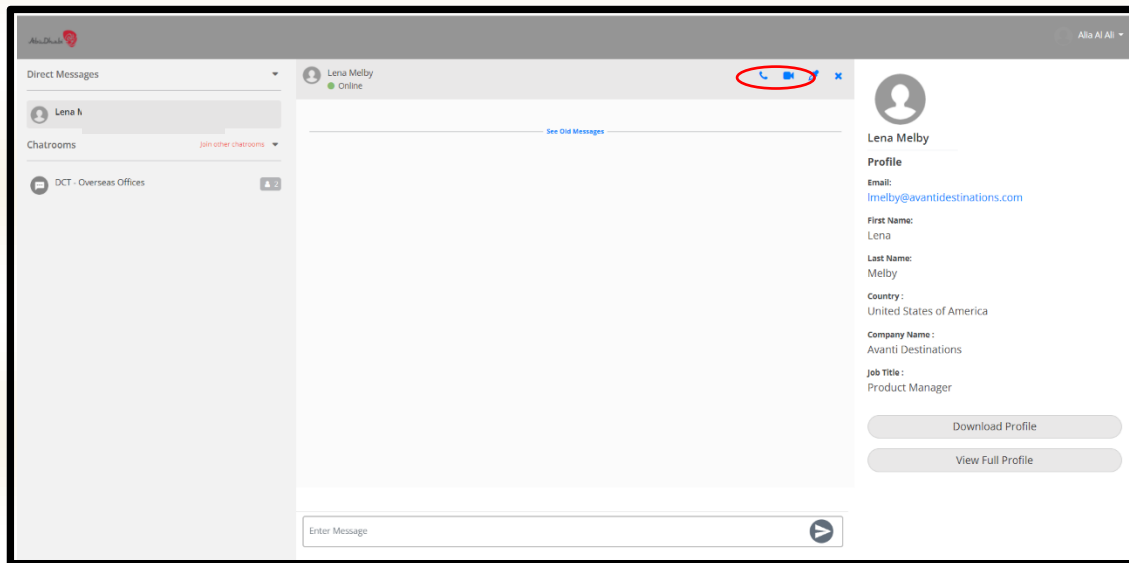 Abu Dhabi
Alia Al Ali
Direct Messages
Lena M
Chatrooms
Join other chatrooms
DCT - Overseas Offices
2
Lena Melby
Online
See Old Messages
Enter Message
Lena Melby
Profile
Email:
lmelby@avantidestinations.com
First Name:
Lena
Last Name:
Melby
Country :
United States of America
Company Name :
Avanti Destinations
Job Title :
Product Manager
Download Profile
View Full Profile